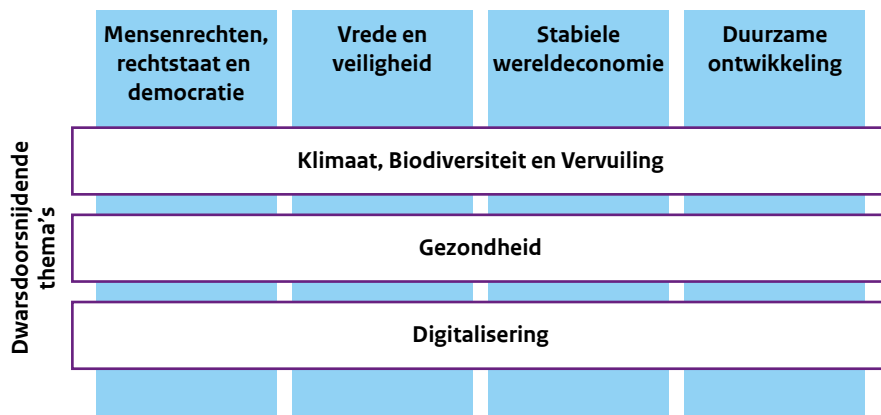 Mensenrechten,
rechtstaat en
democratie
Vrede en
veiligheid
Stabiele
wereldeconomie
Duurzame
ontwikkeling
Dwarsdoorsnijdende
thema's
Klimaat, Biodiversiteit en Vervuiling
Gezondheid
Digitalisering